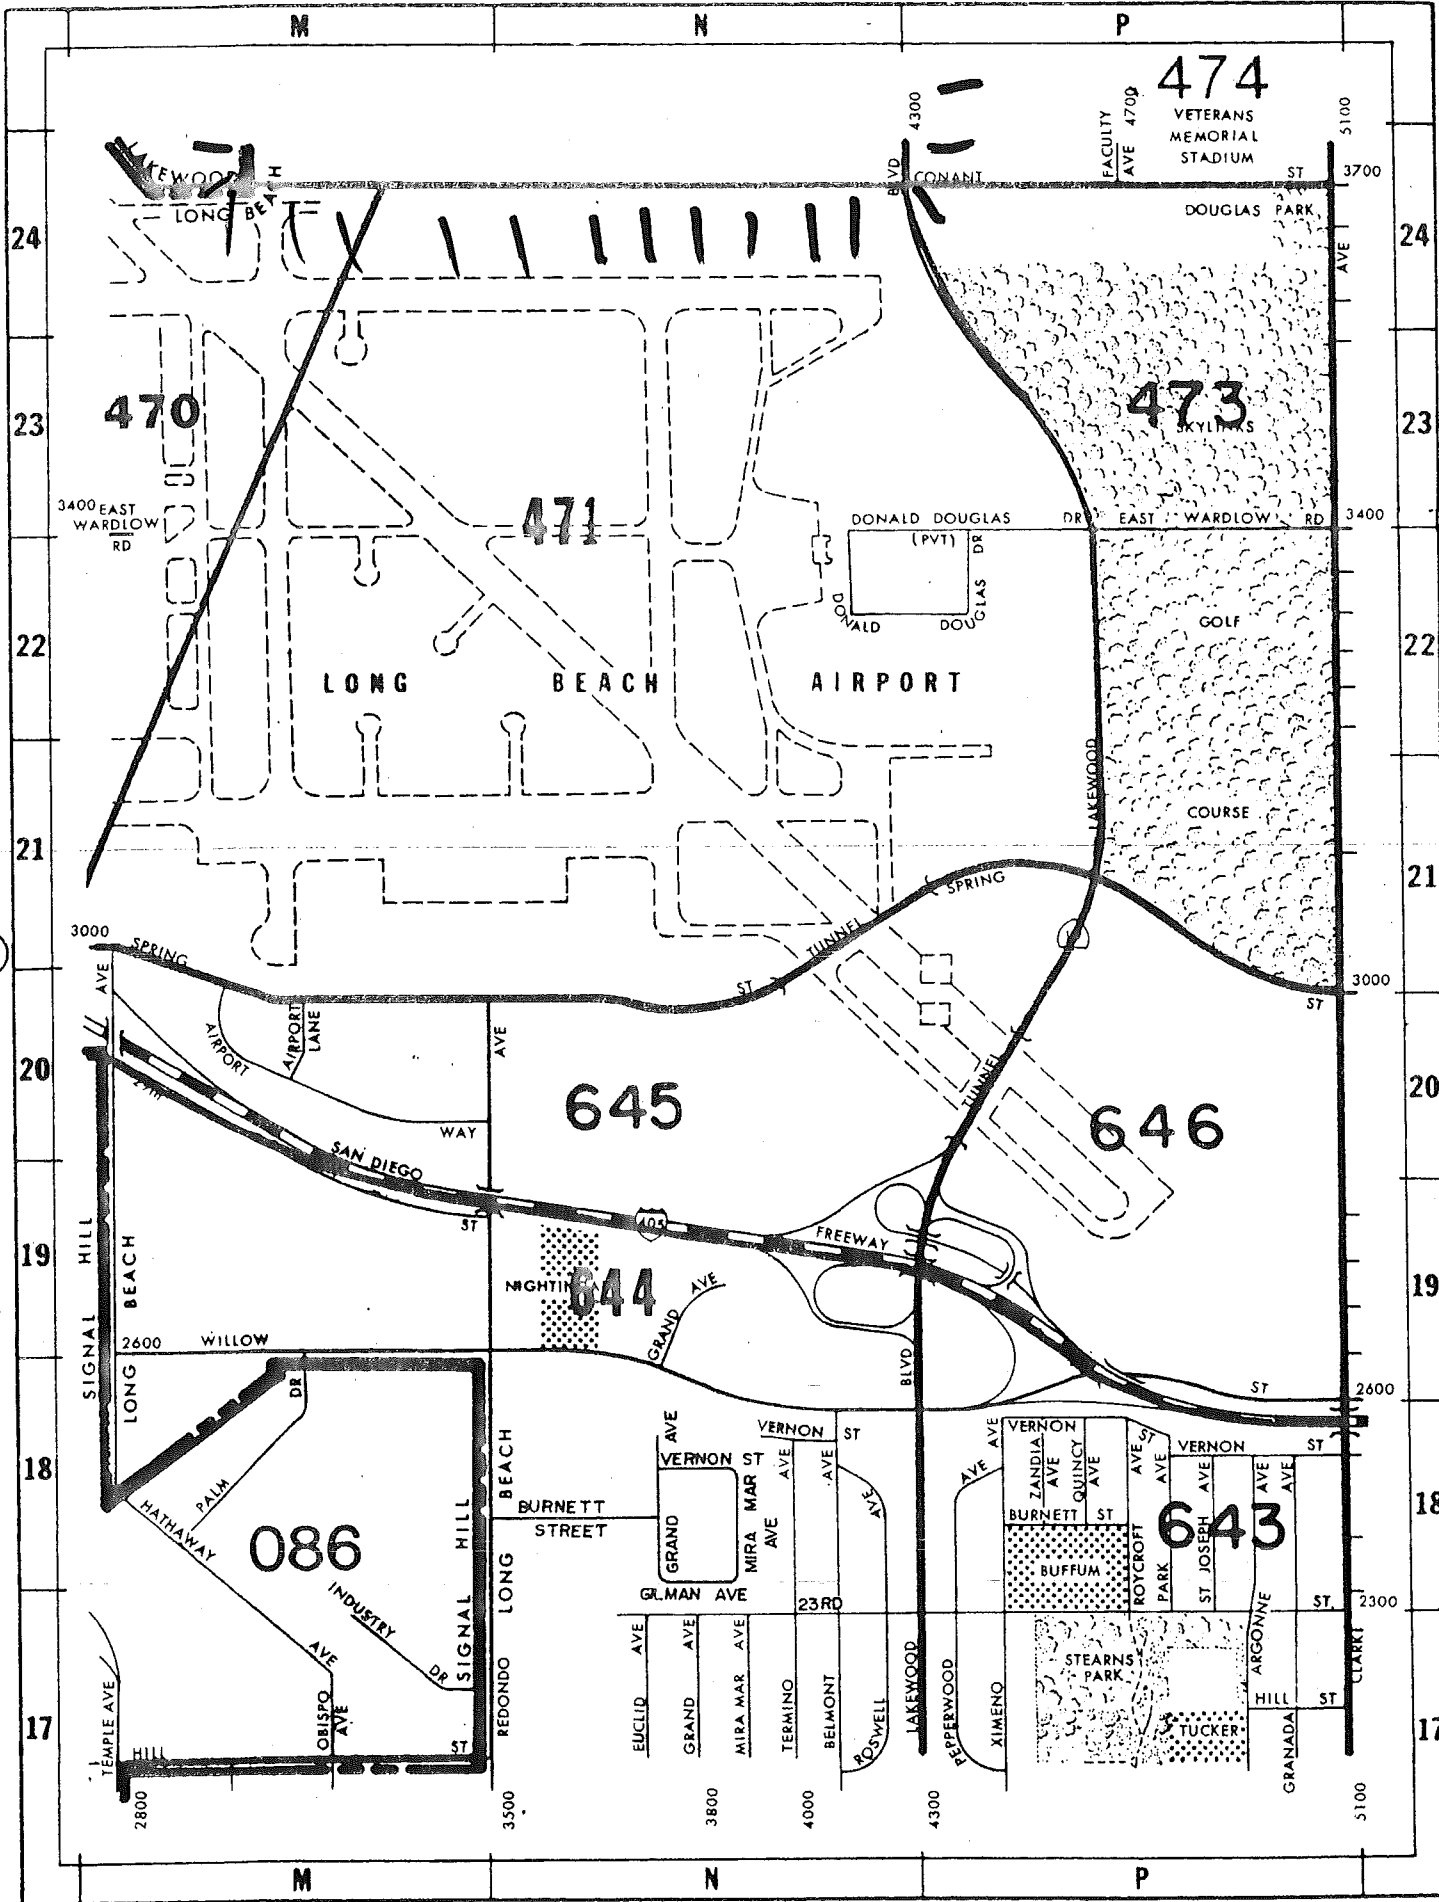 M N P
474
4300
FACULTY
AVE 4700
VETERANS
MEMORIAL
STADIUM
5100
LAKEWOOD
LONG BEACH
BLVD
CONANT
ST
3700
DOUGLAS PARK
24
24
AVE
470
473
SKYLINKS
23
23
3400 EAST
WARDLOW
RD
471
DONALD DOUGLAS DR
(PVT)
EAST WARDLOW RD
3400
DR
DOUGLAS
DONALD
GOLF
22
22
LONG BEACH AIRPORT
LAKEWOOD
COURSE
21
21
3000
SPRING
SPRING
TUNNEL
ST
3000
ST
AVE
AIRPORT
AIRPORT
LANE
AVE
20
20
29TH
645
646
TUNNEL
WAY
SAN DIEGO
405
FREEWAY
ST
19
19
SIGNAL HILL
LONG BEACH
644
GRAND AVE
2600
WILLOW
BLVD
ST
2600
DR
PALM
HATHAWAY
AVE
086
INDUSTRY
DR
SIGNAL HILL
LONG BEACH
18
18
BURNETT
STREET
AVE
VERNON ST
GRAND
MIRA MAR
AVE
GILMAN AVE
VERNON ST
AVE
AVE
AVE
AVE
AVE
VERNON
ST
VERNON ST
ZANDIA
AVE
QUINCY
AVE
AVE
AVE
AVE
AVE
AVE
BURNETT ST
643
BUFFUM
ROYCROFT
PARK
ST JOSEPH
ARGONNE
23RD
ST.
2300
STEARNS
PARK
TUCKER
HILL ST
GRANADA
CLARK
17
17
TEMPLE AVE
HILL
OBISPO
AVE
ST
REDONDO
EUCLID AVE
GRAND AVE
MIRA MAR AVE
TERMINO
BELMONT
ROSWELL
LAKEWOOD
PEPPERWOOD
XIMENO
2800
3500
3800
4000
4300
5100
M N P